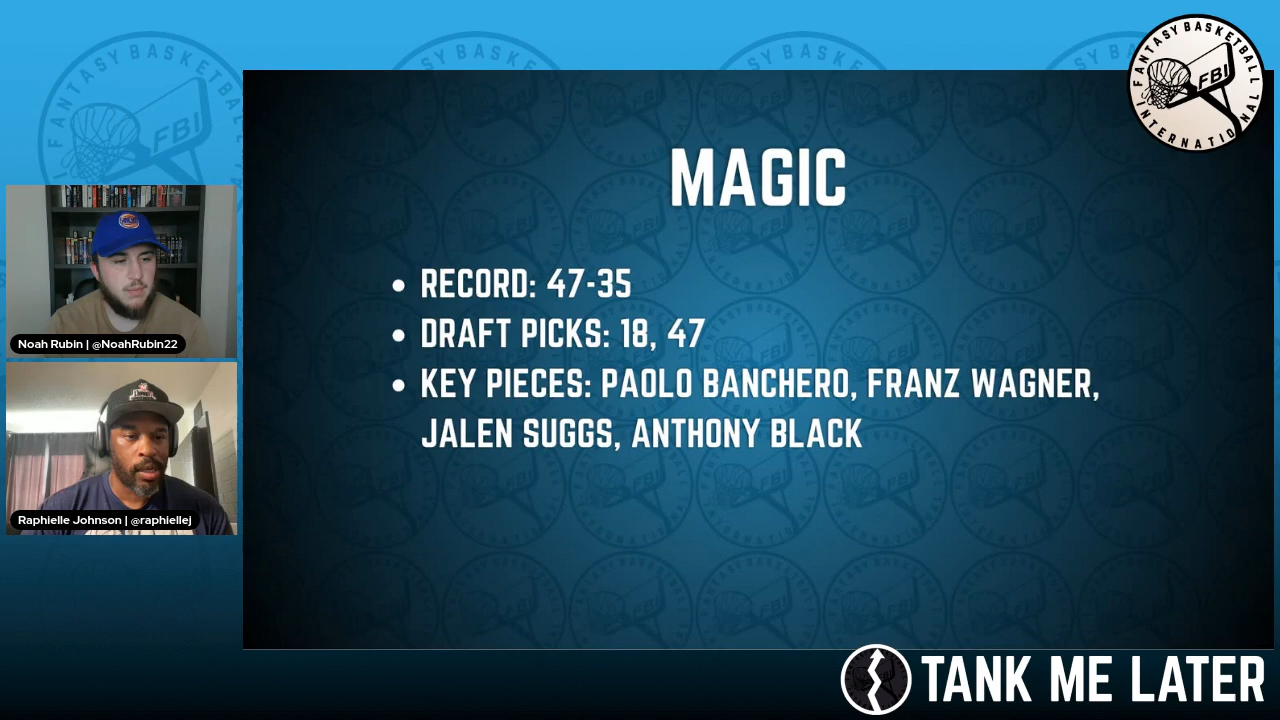 FANTASY BASKETBALL
INTERNATIONAL
FBI
MAGIC
• RECORD: 47-35
• DRAFT PICKS: 18, 47
• KEY PIECES: PAOLO BANCHERO, FRANZ WAGNER,
JALEN SUGGS, ANTHONY BLACK
Noah Rubin | @NoahRubin22
Raphielle Johnson | @raphiellej
TANK ME LATER